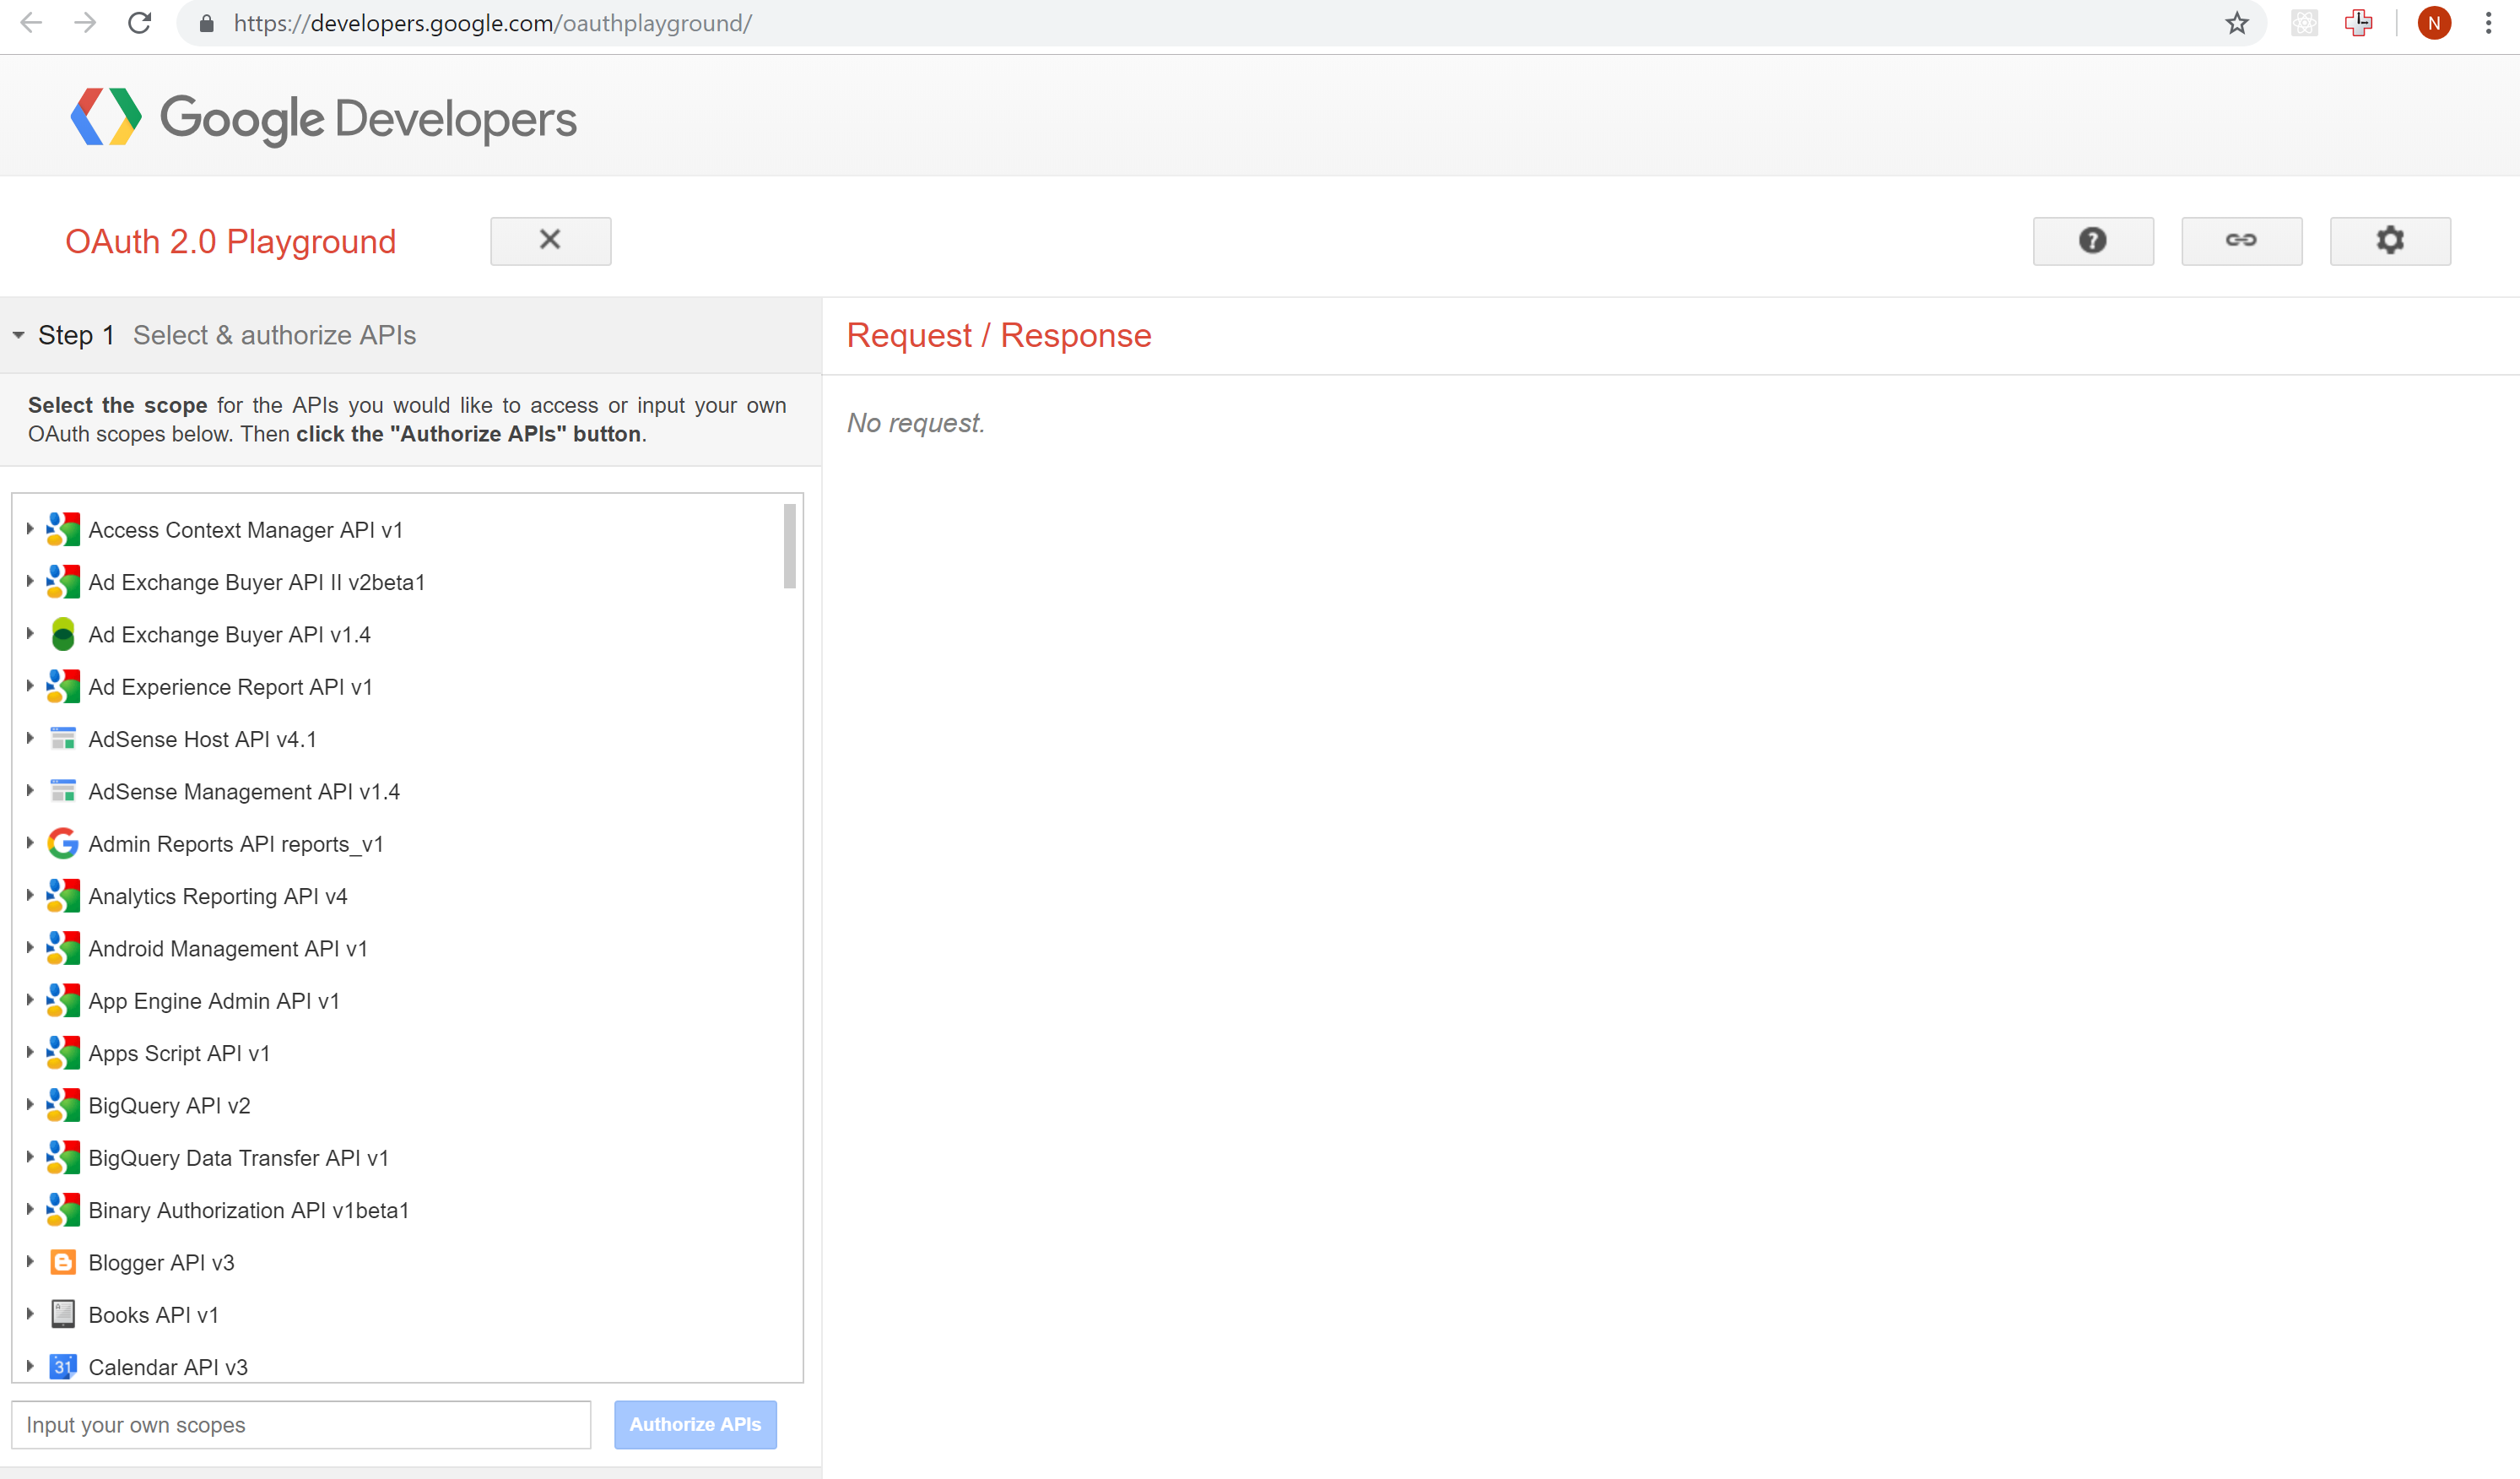 https://developers.google.com/oauthplayground/
N
Google Developers
OAuth 2.0 Playground
Step 1 Select & authorize APIs
Select the scope for the APIs you would like to access or input your own
OAuth scopes below. Then click the "Authorize APIs" button.
Access Context Manager API v1
Ad Exchange Buyer API II v2beta1
Ad Exchange Buyer API v1.4
Ad Experience Report API v1
AdSense Host API v4.1
AdSense Management API v1.4
Admin Reports API reports_v1
Analytics Reporting API v4
Android Management API v1
App Engine Admin API v1
Apps Script API v1
BigQuery API v2
BigQuery Data Transfer API v1
Binary Authorization API v1beta1
Blogger API v3
Books API v1
31 Calendar API v3
Input your own scopes
Authorize APIs
Request / Response
No request.